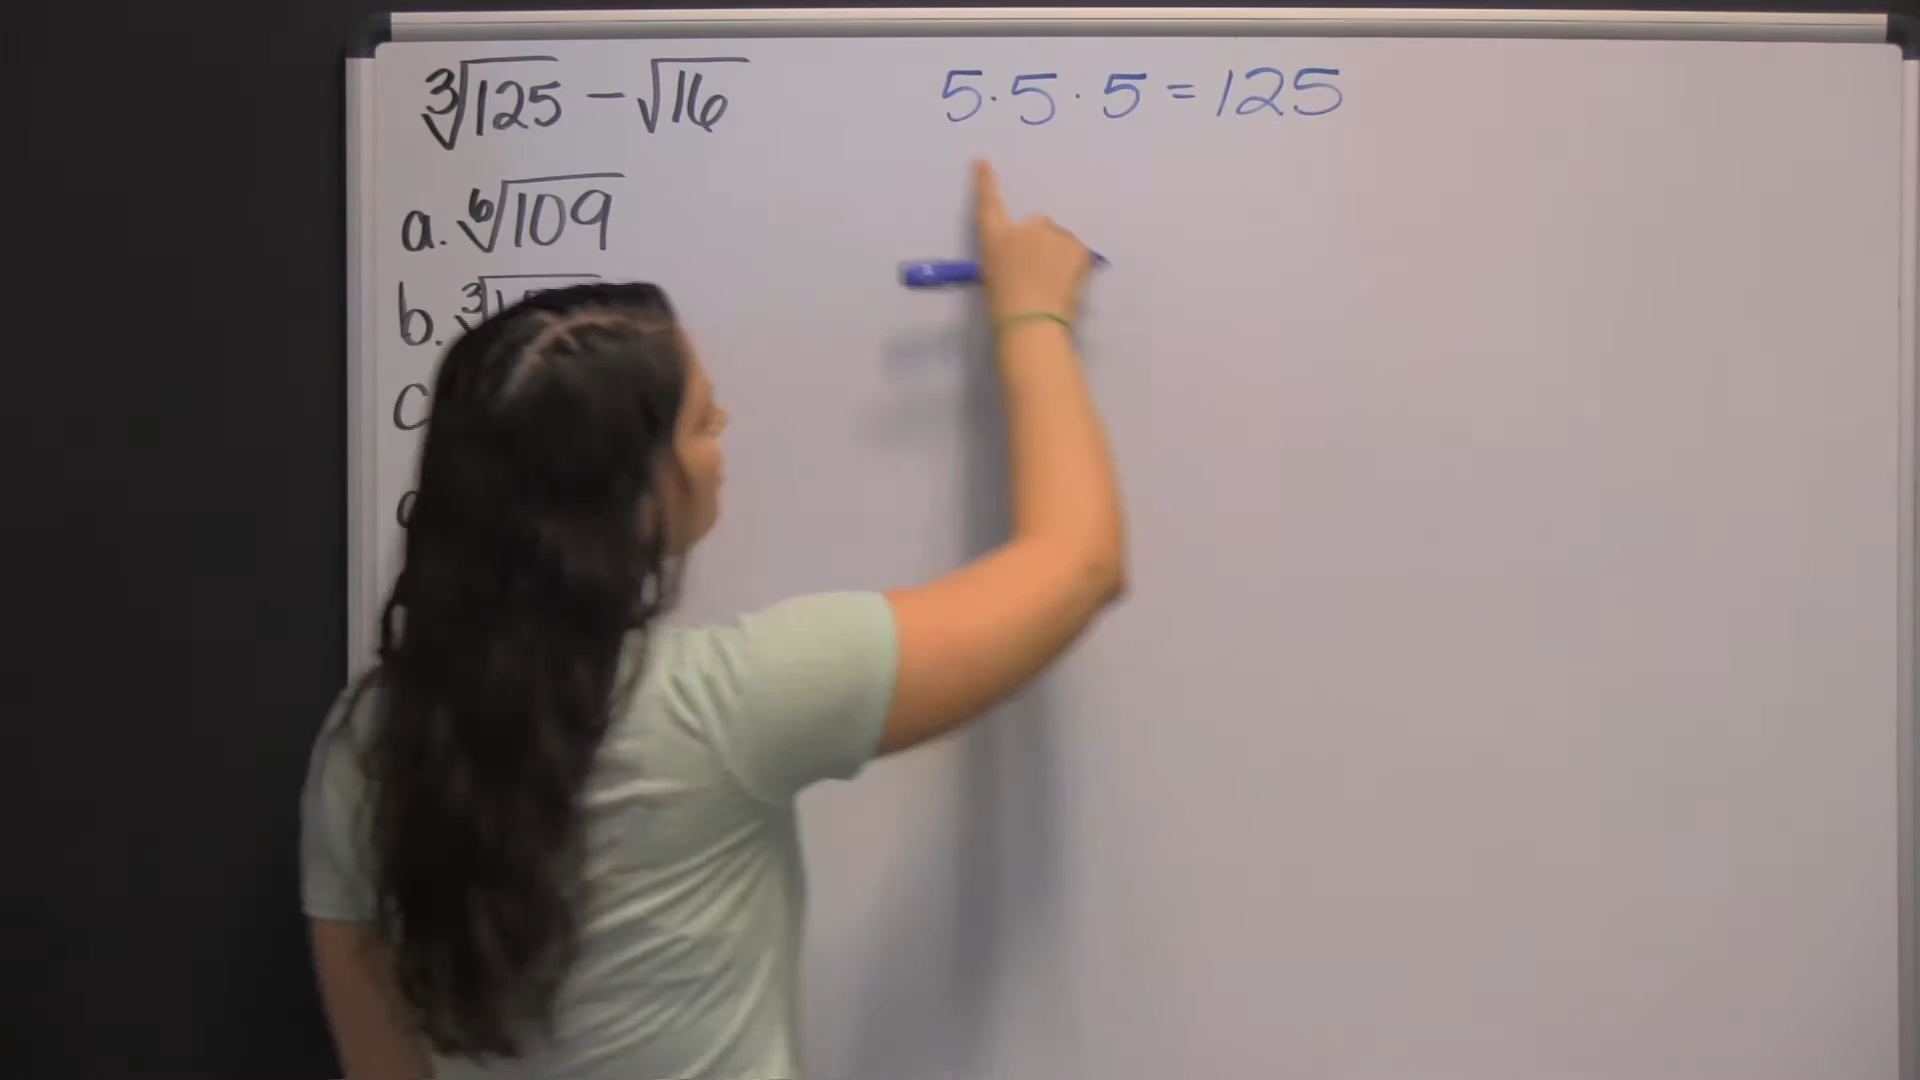 ∛125 − √16
5·5·5=125
a. ⁶√109
b. ∛
c